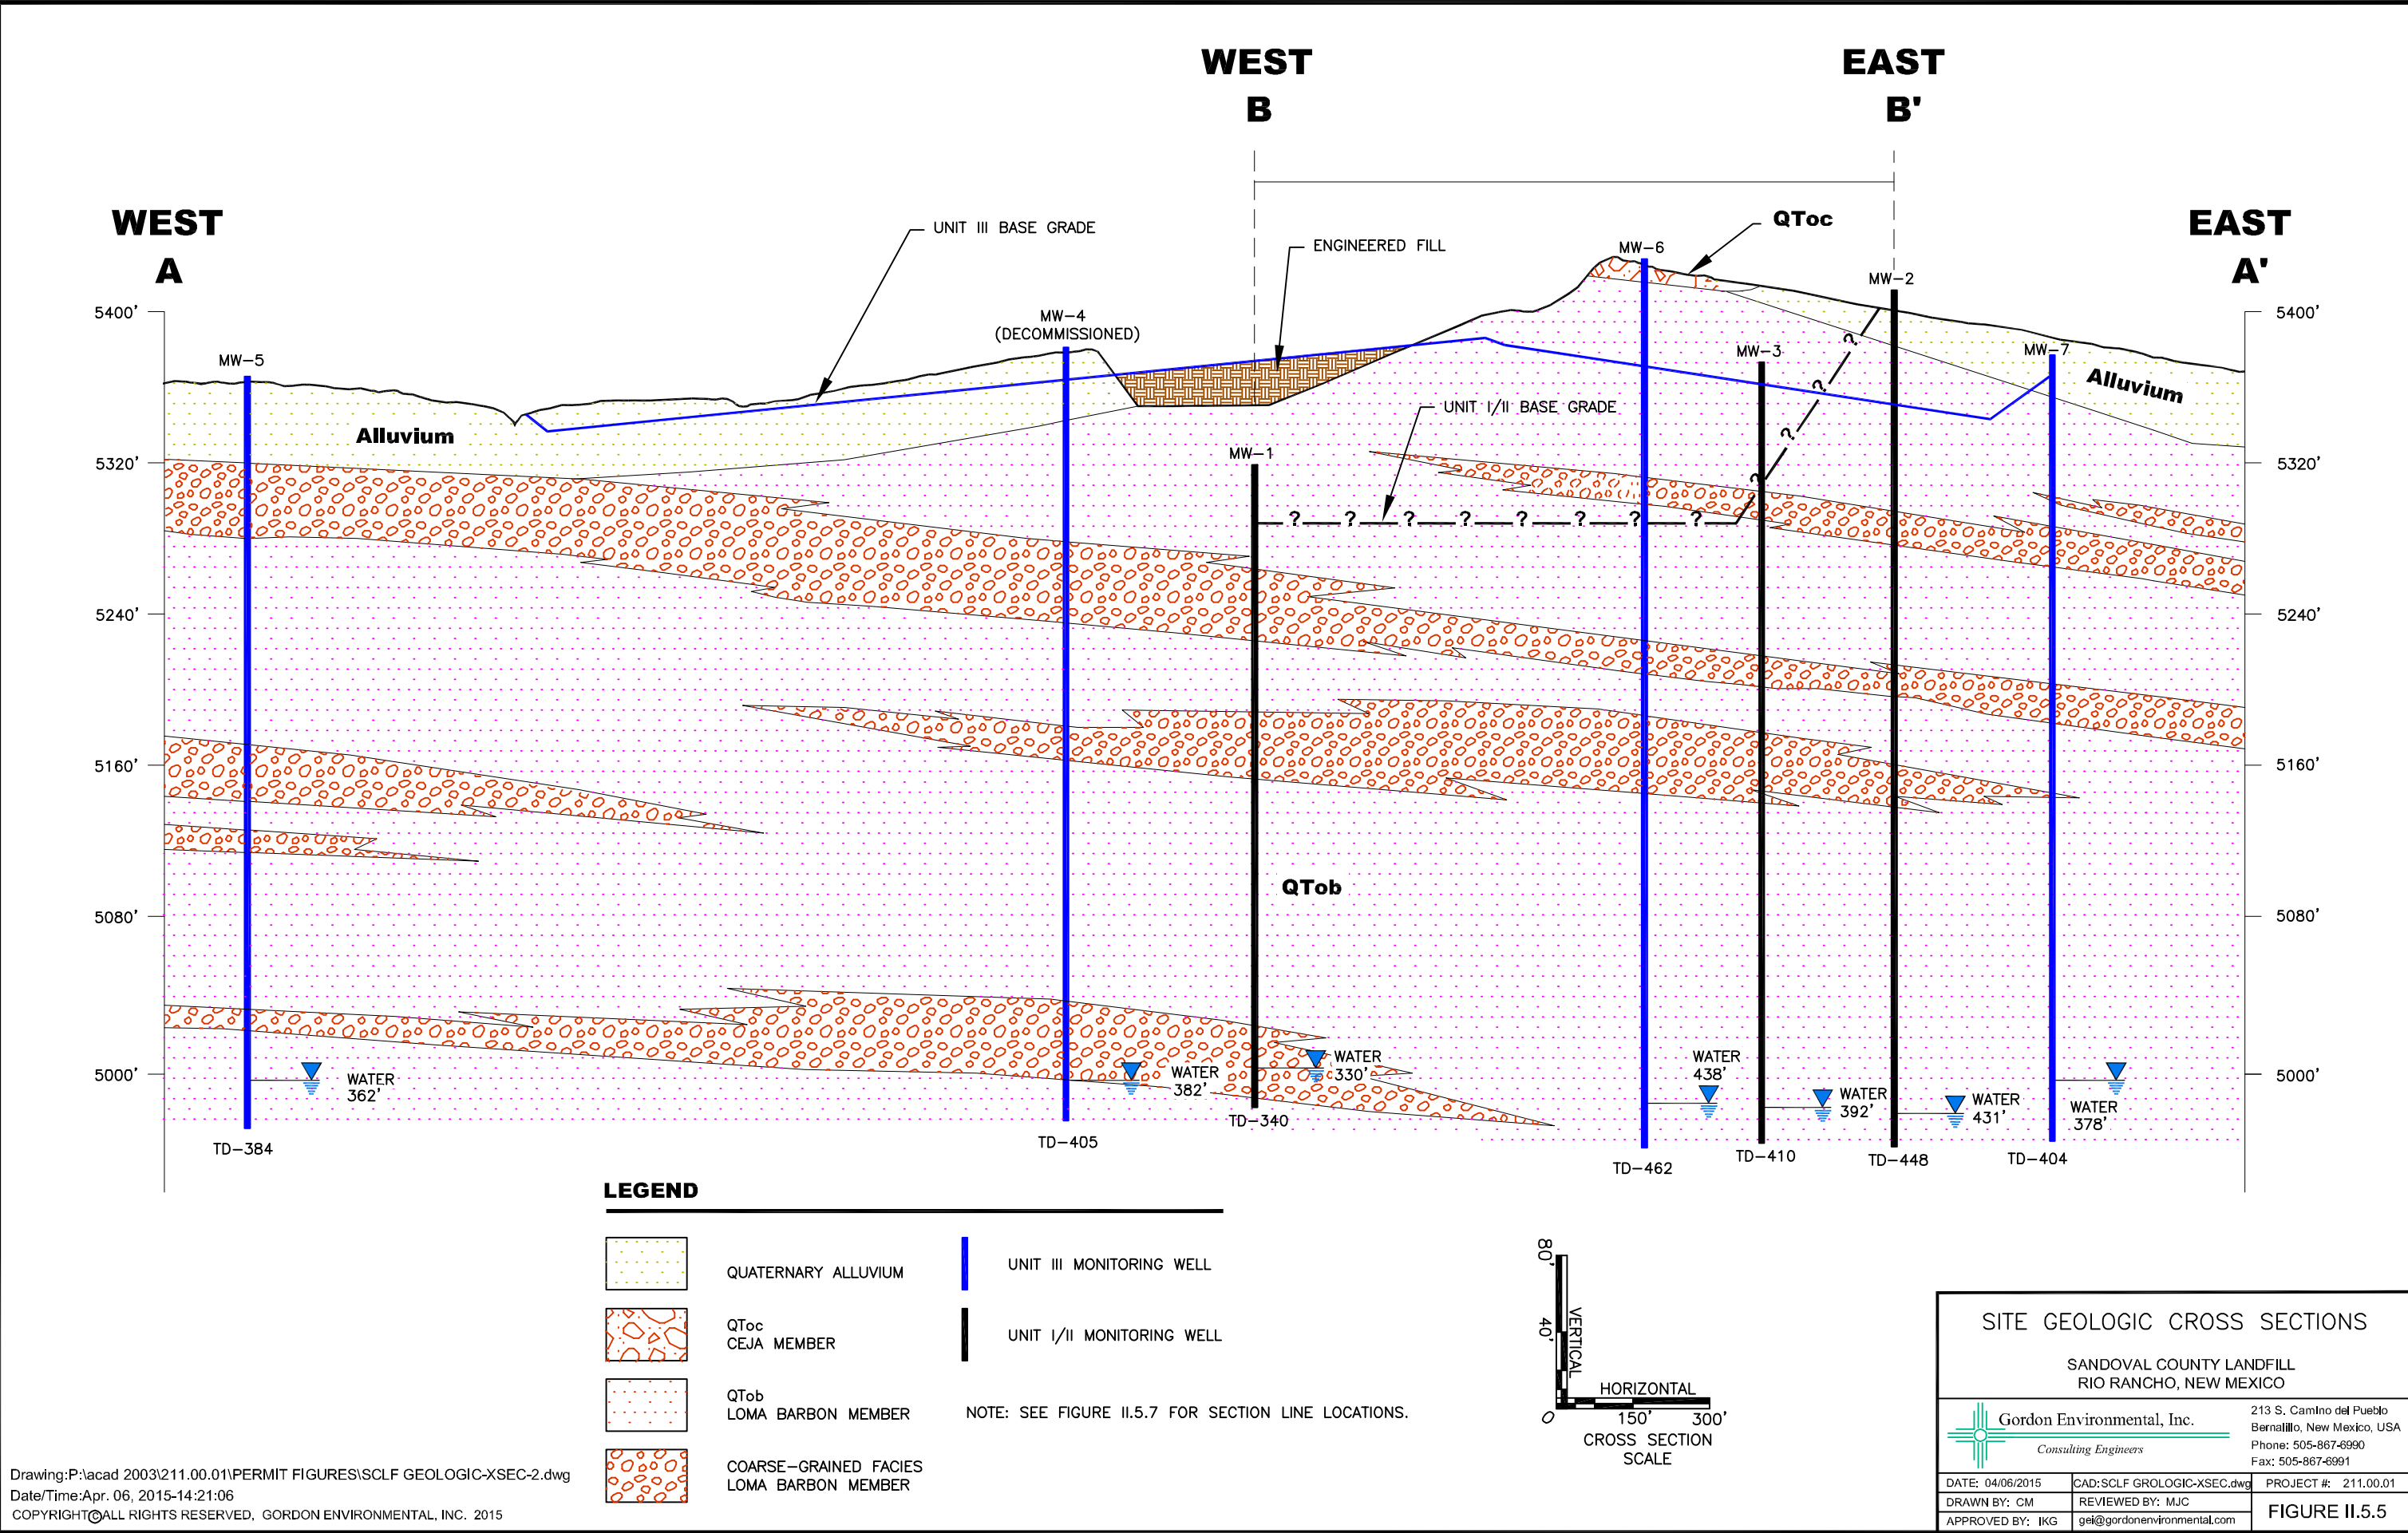 WEST
B
EAST
B'
WEST
A
EAST
A'
UNIT III BASE GRADE
ENGINEERED FILL
QToc
MW-6
MW-2
MW-4
(DECOMMISSIONED)
MW-5
MW-3
MW-7
MW-1
UNIT I/II BASE GRADE
Alluvium
Alluvium
5400'
5320'
5240'
5160'
5080'
5000'
5400'
5320'
5240'
5160'
5080'
5000'
? ? ? ? ? ? ? ? ? ? ? ?
QTob
WATER
362'
WATER
382'
WATER
330'
WATER
438'
WATER
392'
WATER
431'
WATER
378'
TD-384
TD-405
TD-340
TD-462
TD-410
TD-448
TD-404
LEGEND
QUATERNARY ALLUVIUM
QToc
CEJA MEMBER
QTob
LOMA BARBON MEMBER
COARSE-GRAINED FACIES
LOMA BARBON MEMBER
UNIT III MONITORING WELL
UNIT I/II MONITORING WELL
NOTE: SEE FIGURE II.5.7 FOR SECTION LINE LOCATIONS.
80'
40'
VERTICAL
HORIZONTAL
0 150' 300'
CROSS SECTION
SCALE
SITE GEOLOGIC CROSS SECTIONS
SANDOVAL COUNTY LANDFILL
RIO RANCHO, NEW MEXICO
Gordon Environmental, Inc.
Consulting Engineers
213 S. Camino del Pueblo
Bernalillo, New Mexico, USA
Phone: 505-867-6990
Fax: 505-867-6991
DATE: 04/06/2015
CAD:SCLF GROLOGIC-XSEC.dwg
PROJECT #: 211.00.01
DRAWN BY: CM
REVIEWED BY: MJC
APPROVED BY: IKG
gei@gordonenvironmental.com
FIGURE II.5.5
Drawing:P:\acad 2003\211.00.01\PERMIT FIGURES\SCLF GEOLOGIC-XSEC-2.dwg
Date/Time:Apr. 06, 2015-14:21:06
COPYRIGHT©ALL RIGHTS RESERVED, GORDON ENVIRONMENTAL, INC. 2015